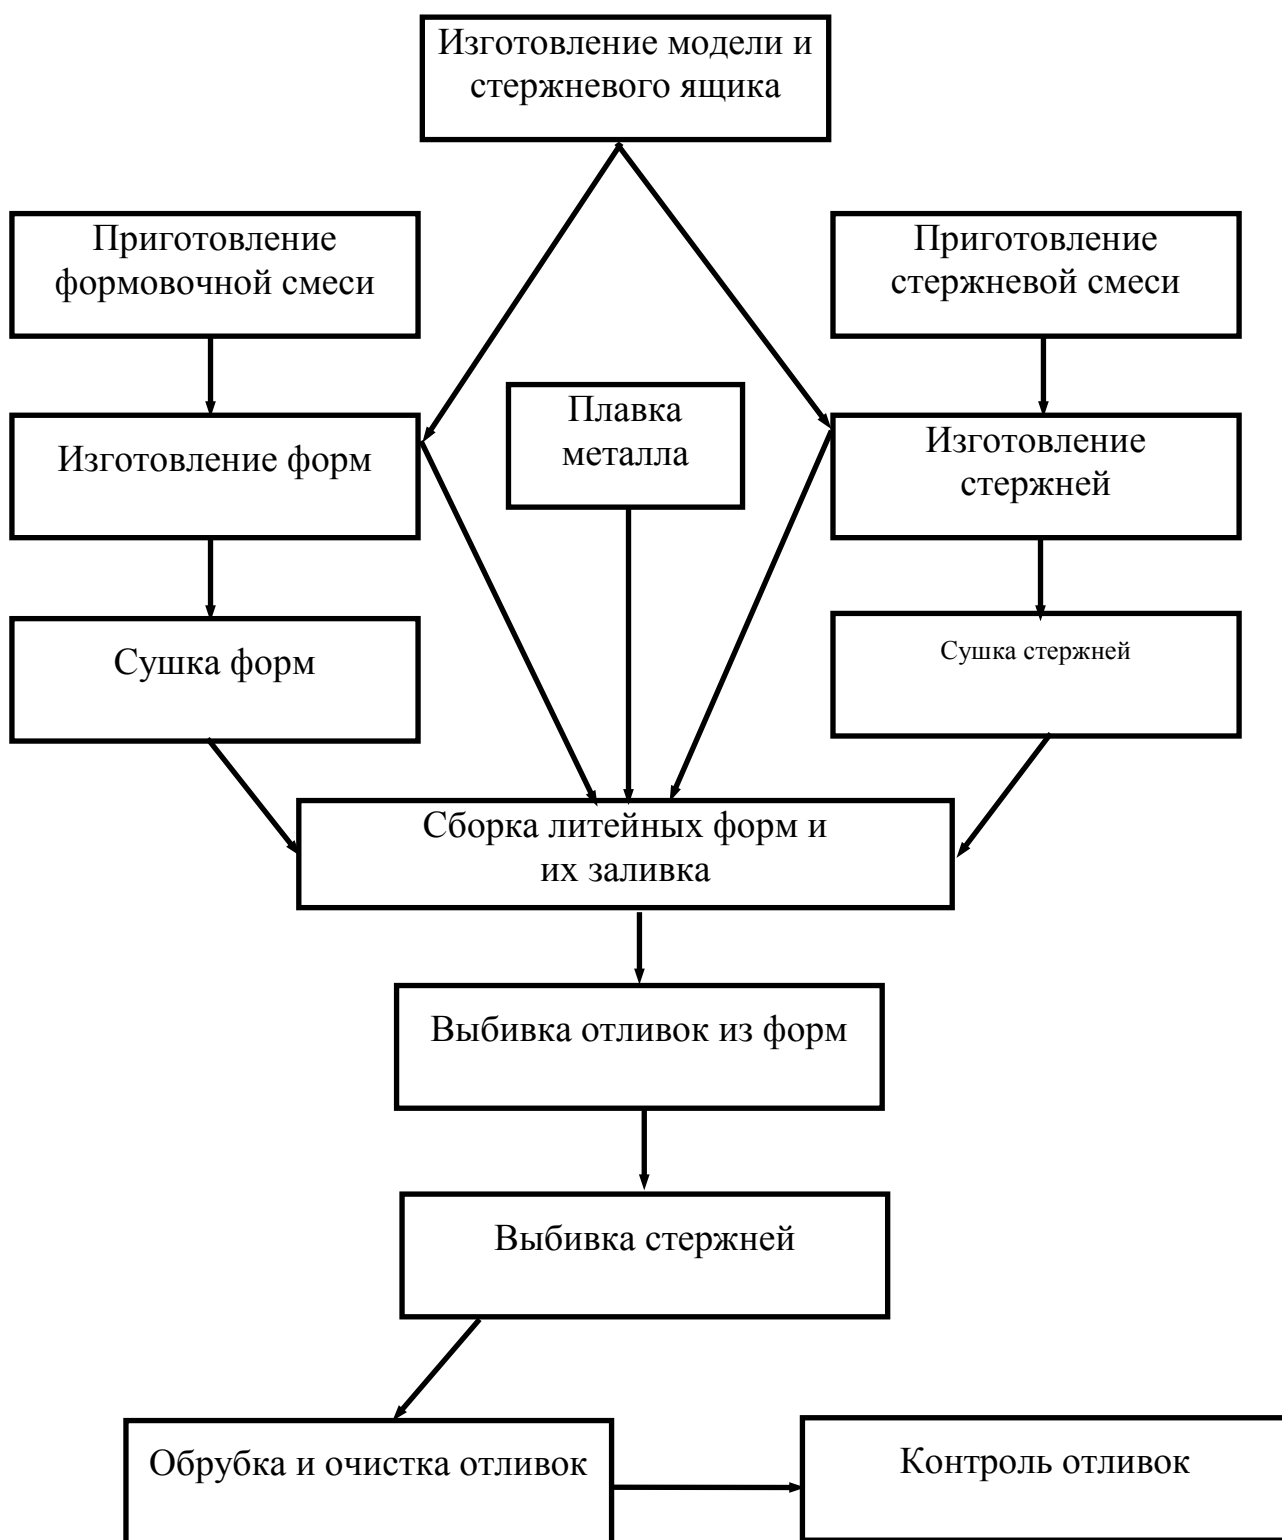 Изготовление модели и
стержневого ящика
Приготовление
формовочной смеси
Приготовление
стержневой смеси
Изготовление форм
Плавка
металла
Изготовление
стержней
Сушка форм
Сушка стержней
Сборка литейных форм и
их заливка
Выбивка отливок из форм
Выбивка стержней
Обрубка и очистка отливок
Контроль отливок